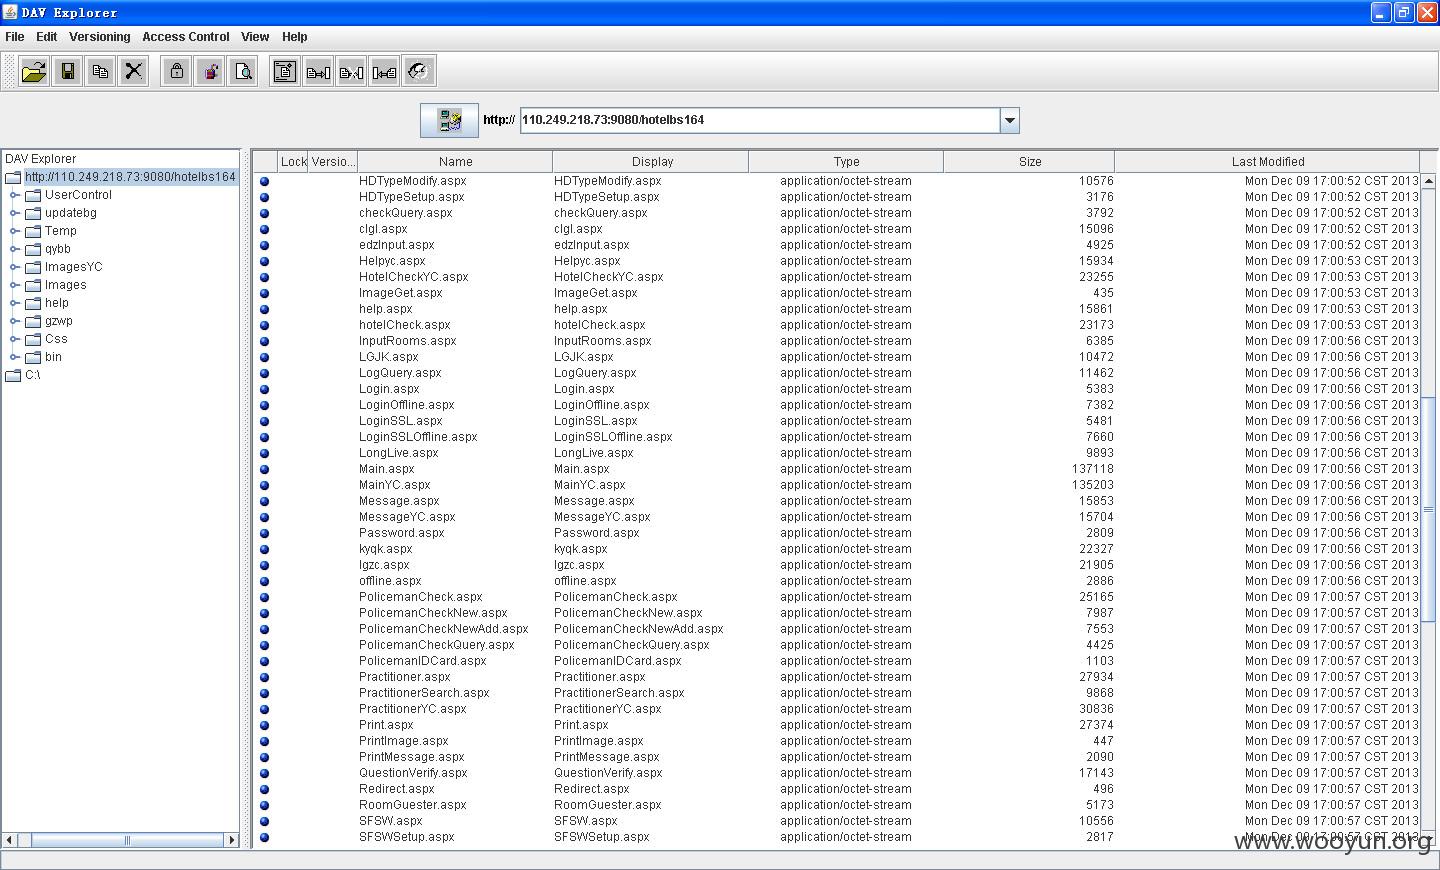 DAV Explorer
File Edit Versioning Access Control View Help
http:// 110.249.218.73:9080/hotelbs164
DAV Explorer
http://110.249.218.73:9080/hotelbs164
UserControl
updatebg
Temp
qybb
ImagesYC
Images
help
gzwp
Css
bin
C:\
Lock Versio... Name Display Type Size Last Modified
HDTypeModify.aspx HDTypeModify.aspx application/octet-stream 10576 Mon Dec 09 17:00:52 CST 2013
HDTypeSetup.aspx HDTypeSetup.aspx application/octet-stream 3176 Mon Dec 09 17:00:52 CST 2013
checkQuery.aspx checkQuery.aspx application/octet-stream 3792 Mon Dec 09 17:00:52 CST 2013
clgl.aspx clgl.aspx application/octet-stream 15096 Mon Dec 09 17:00:52 CST 2013
edzInput.aspx edzInput.aspx application/octet-stream 4925 Mon Dec 09 17:00:52 CST 2013
Helpyc.aspx Helpyc.aspx application/octet-stream 15934 Mon Dec 09 17:00:53 CST 2013
HotelCheckYC.aspx HotelCheckYC.aspx application/octet-stream 23255 Mon Dec 09 17:00:53 CST 2013
ImageGet.aspx ImageGet.aspx application/octet-stream 435 Mon Dec 09 17:00:53 CST 2013
help.aspx help.aspx application/octet-stream 15861 Mon Dec 09 17:00:53 CST 2013
hotelCheck.aspx hotelCheck.aspx application/octet-stream 23173 Mon Dec 09 17:00:53 CST 2013
InputRooms.aspx InputRooms.aspx application/octet-stream 6385 Mon Dec 09 17:00:53 CST 2013
LGJK.aspx LGJK.aspx application/octet-stream 10472 Mon Dec 09 17:00:56 CST 2013
LogQuery.aspx LogQuery.aspx application/octet-stream 11462 Mon Dec 09 17:00:56 CST 2013
Login.aspx Login.aspx application/octet-stream 5383 Mon Dec 09 17:00:56 CST 2013
LoginOffline.aspx LoginOffline.aspx application/octet-stream 7382 Mon Dec 09 17:00:56 CST 2013
LoginSSL.aspx LoginSSL.aspx application/octet-stream 5481 Mon Dec 09 17:00:56 CST 2013
LoginSSLOffline.aspx LoginSSLOffline.aspx application/octet-stream 7660 Mon Dec 09 17:00:56 CST 2013
LongLive.aspx LongLive.aspx application/octet-stream 9893 Mon Dec 09 17:00:56 CST 2013
Main.aspx Main.aspx application/octet-stream 137118 Mon Dec 09 17:00:56 CST 2013
MainYC.aspx MainYC.aspx application/octet-stream 135203 Mon Dec 09 17:00:56 CST 2013
Message.aspx Message.aspx application/octet-stream 15853 Mon Dec 09 17:00:56 CST 2013
MessageYC.aspx MessageYC.aspx application/octet-stream 15704 Mon Dec 09 17:00:56 CST 2013
Password.aspx Password.aspx application/octet-stream 2809 Mon Dec 09 17:00:56 CST 2013
kyqk.aspx kyqk.aspx application/octet-stream 22327 Mon Dec 09 17:00:56 CST 2013
lgzc.aspx lgzc.aspx application/octet-stream 21905 Mon Dec 09 17:00:56 CST 2013
offline.aspx offline.aspx application/octet-stream 2886 Mon Dec 09 17:00:56 CST 2013
PolicemanCheck.aspx PolicemanCheck.aspx application/octet-stream 25165 Mon Dec 09 17:00:57 CST 2013
PolicemanCheckNew.aspx PolicemanCheckNew.aspx application/octet-stream 7987 Mon Dec 09 17:00:57 CST 2013
PolicemanCheckNewAdd.aspx PolicemanCheckNewAdd.aspx application/octet-stream 7553 Mon Dec 09 17:00:57 CST 2013
PolicemanCheckQuery.aspx PolicemanCheckQuery.aspx application/octet-stream 4425 Mon Dec 09 17:00:57 CST 2013
PolicemanIDCard.aspx PolicemanIDCard.aspx application/octet-stream 1103 Mon Dec 09 17:00:57 CST 2013
Practitioner.aspx Practitioner.aspx application/octet-stream 27934 Mon Dec 09 17:00:57 CST 2013
PractitionerSearch.aspx PractitionerSearch.aspx application/octet-stream 9868 Mon Dec 09 17:00:57 CST 2013
PractitionerYC.aspx PractitionerYC.aspx application/octet-stream 30836 Mon Dec 09 17:00:57 CST 2013
Print.aspx Print.aspx application/octet-stream 27374 Mon Dec 09 17:00:57 CST 2013
PrintImage.aspx PrintImage.aspx application/octet-stream 447 Mon Dec 09 17:00:57 CST 2013
PrintMessage.aspx PrintMessage.aspx application/octet-stream 2090 Mon Dec 09 17:00:57 CST 2013
QuestionVerify.aspx QuestionVerify.aspx application/octet-stream 17143 Mon Dec 09 17:00:57 CST 2013
Redirect.aspx Redirect.aspx application/octet-stream 496 Mon Dec 09 17:00:57 CST 2013
RoomGuester.aspx RoomGuester.aspx application/octet-stream 5173 Mon Dec 09 17:00:57 CST 2013
SFSW.aspx SFSW.aspx application/octet-stream 10556 Mon Dec 09 17:00:57 CST 2013
SFSWSetup.aspx SFSWSetup.aspx application/octet-stream 2817 Mon Dec 09 17:00:57 CST 2013
www.wooyun.org